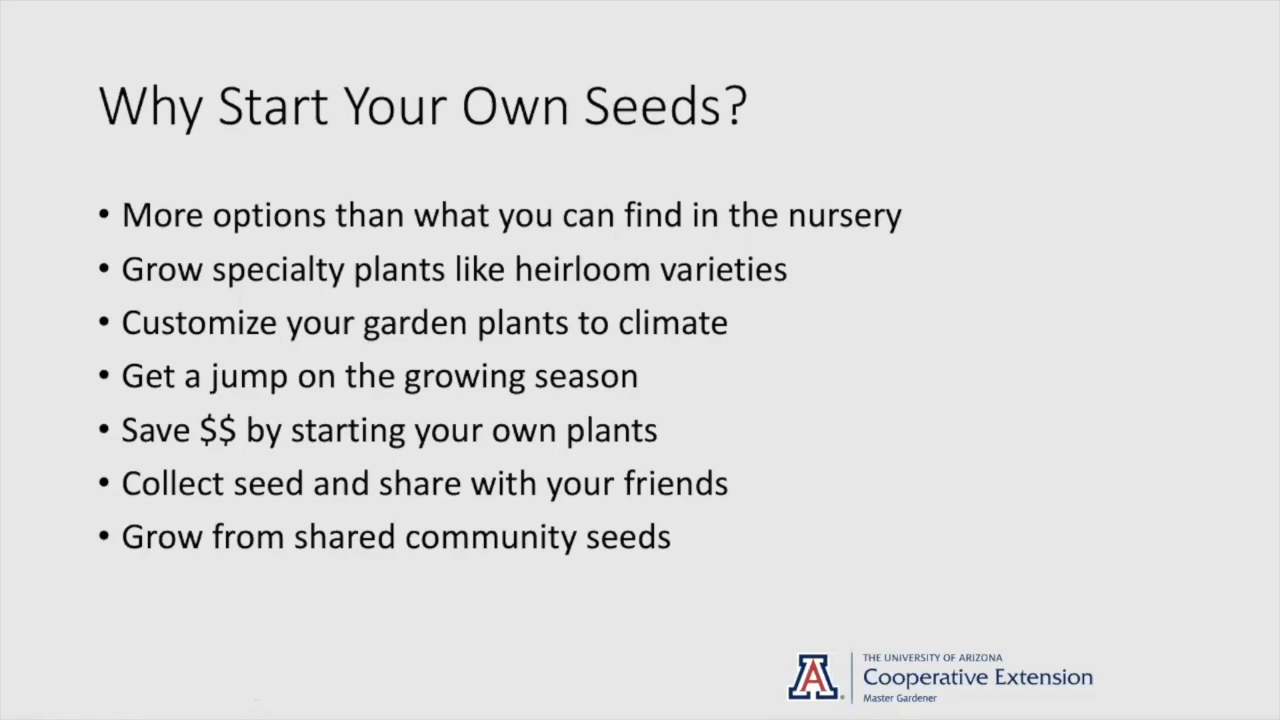 Why Start Your Own Seeds?
• More options than what you can find in the nursery
• Grow specialty plants like heirloom varieties
• Customize your garden plants to climate
• Get a jump on the growing season
• Save $$ by starting your own plants
• Collect seed and share with your friends
• Grow from shared community seeds
A
THE UNIVERSITY OF ARIZONA
Cooperative Extension
Master Gardener